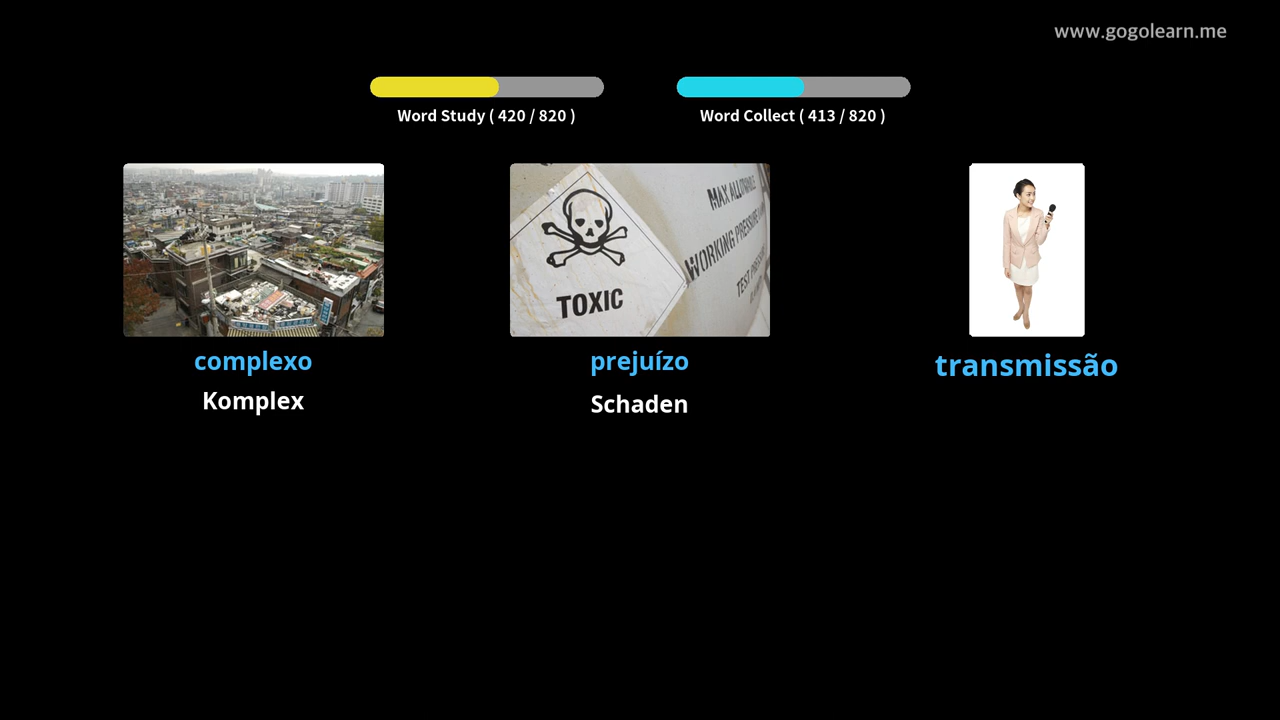 www.gogolearn.me
Word Study ( 420 / 820 )
Word Collect ( 413 / 820 )
MAX ALLOWABLE
WORKING PRESSURE
TEST PRESSURE
TOXIC
complexo
prejuízo
transmissão
Komplex
Schaden